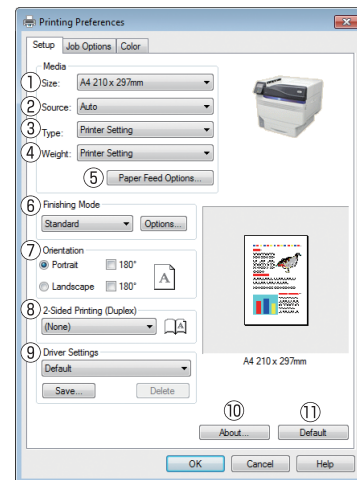 Printing Preferences
Setup Job Options Color
Media
① Size: A4 210 x 297mm
② Source: Auto
③ Type: Printer Setting
④ Weight: Printer Setting
⑤ Paper Feed Options...
⑥ Finishing Mode
Standard Options...
⑦ Orientation
Portrait 180°
A
Landscape 180°
⑧ 2-Sided Printing (Duplex)
(None) A
⑨ Driver Settings
Default
A4 210 x 297mm
Save... Delete
⑩ ⑪
About... Default
OK Cancel Help